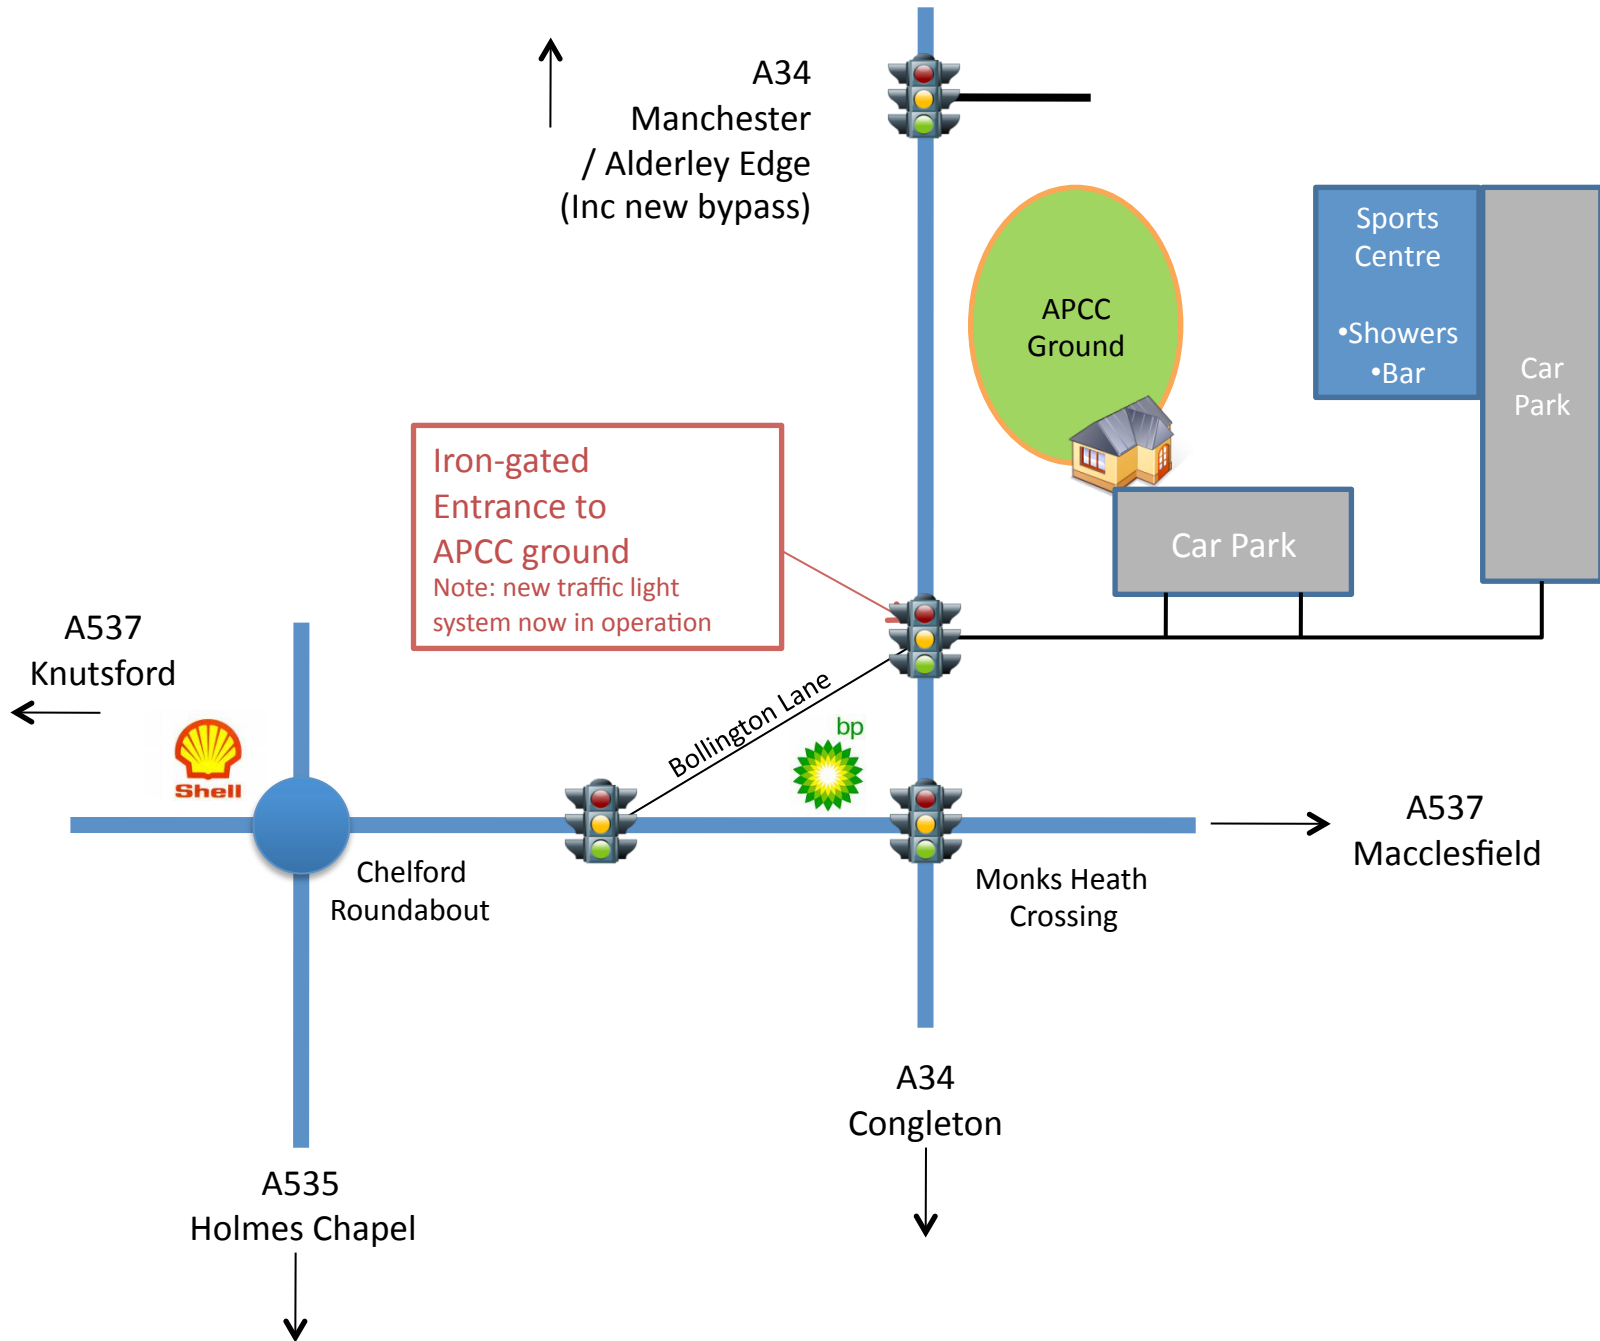 A34
Manchester
/ Alderley Edge
(Inc new bypass)
APCC
Ground
Sports
Centre
•Showers
•Bar
Car
Park
Car Park
Iron-gated
Entrance to
APCC ground
Note: new traffic light
system now in operation
A537
Knutsford
Shell
Bollington Lane
bp
Chelford
Roundabout
Monks Heath
Crossing
A537
Macclesfield
A34
Congleton
A535
Holmes Chapel